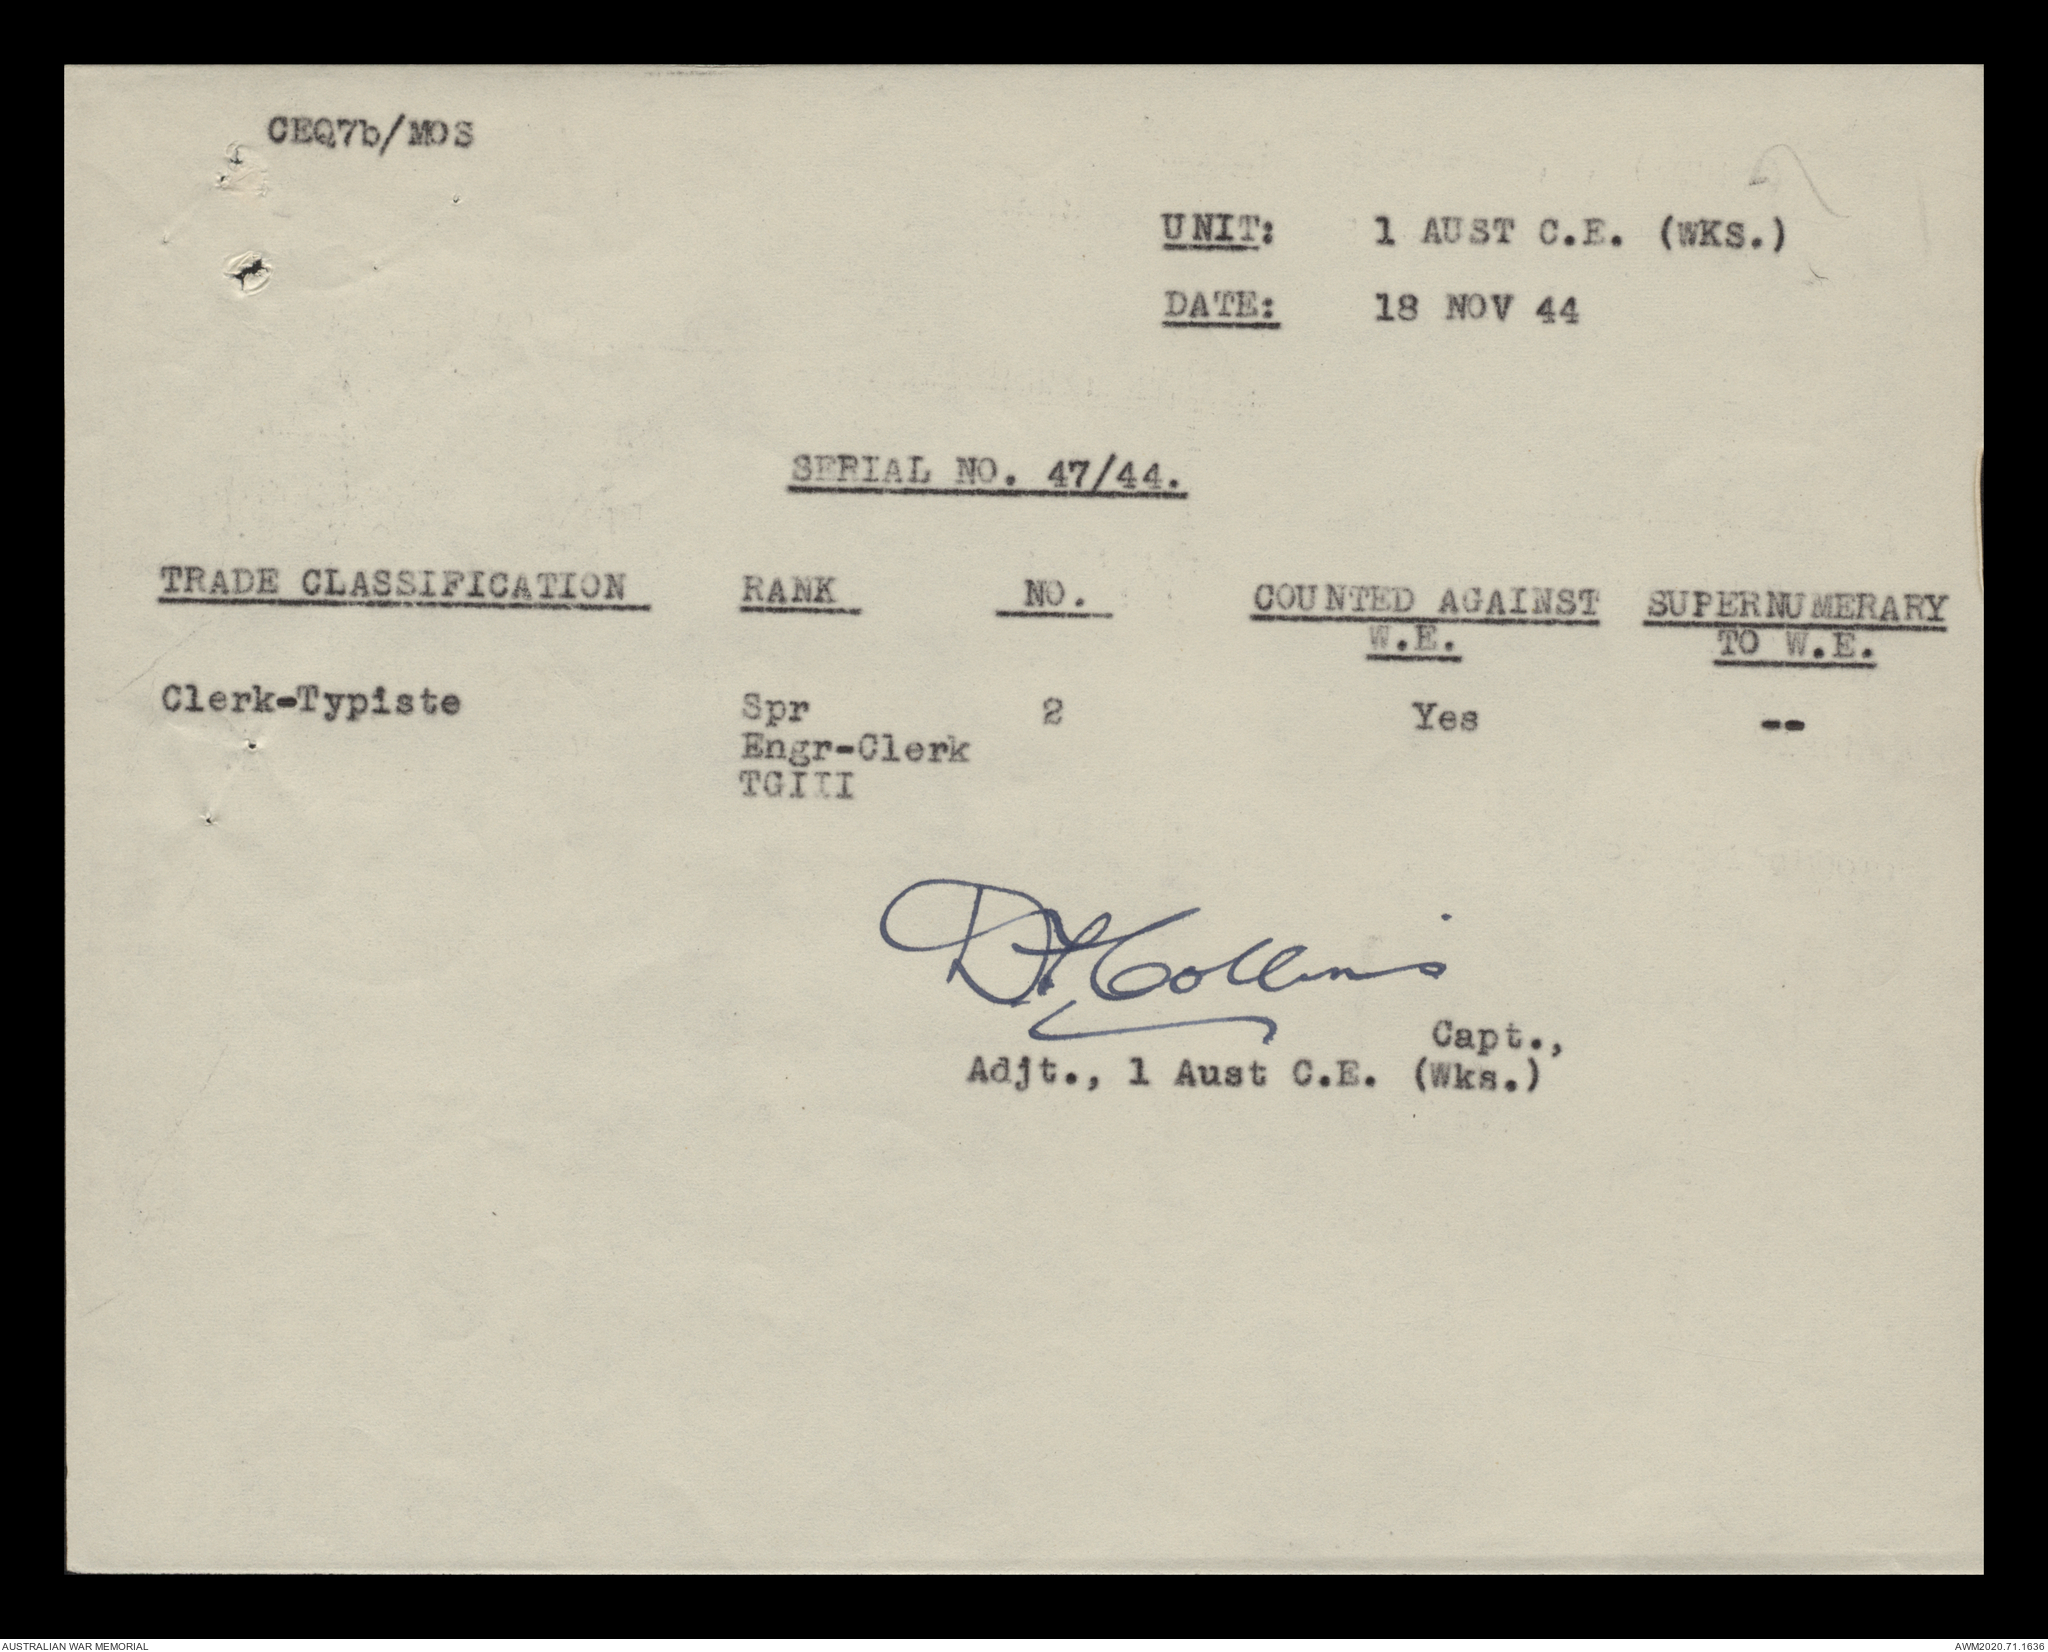 CEQ7b/MOS
UNIT: 1 AUST C.E. (WKS.)
DATE: 18 NOV 44
SERIAL NO. 47/44.
TRADE CLASSIFICATION RANK NO. COUNTED AGAINST SUPERNUMERARY
W.E. TO W.E.
Clerk-Typiste Spr 2 Yes --
Engr-Clerk
TGIII
Collins
Capt.,
Adjt., 1 Aust C.E. (Wks.)
AUSTRALIAN WAR MEMORIAL AWM2020.71.1636